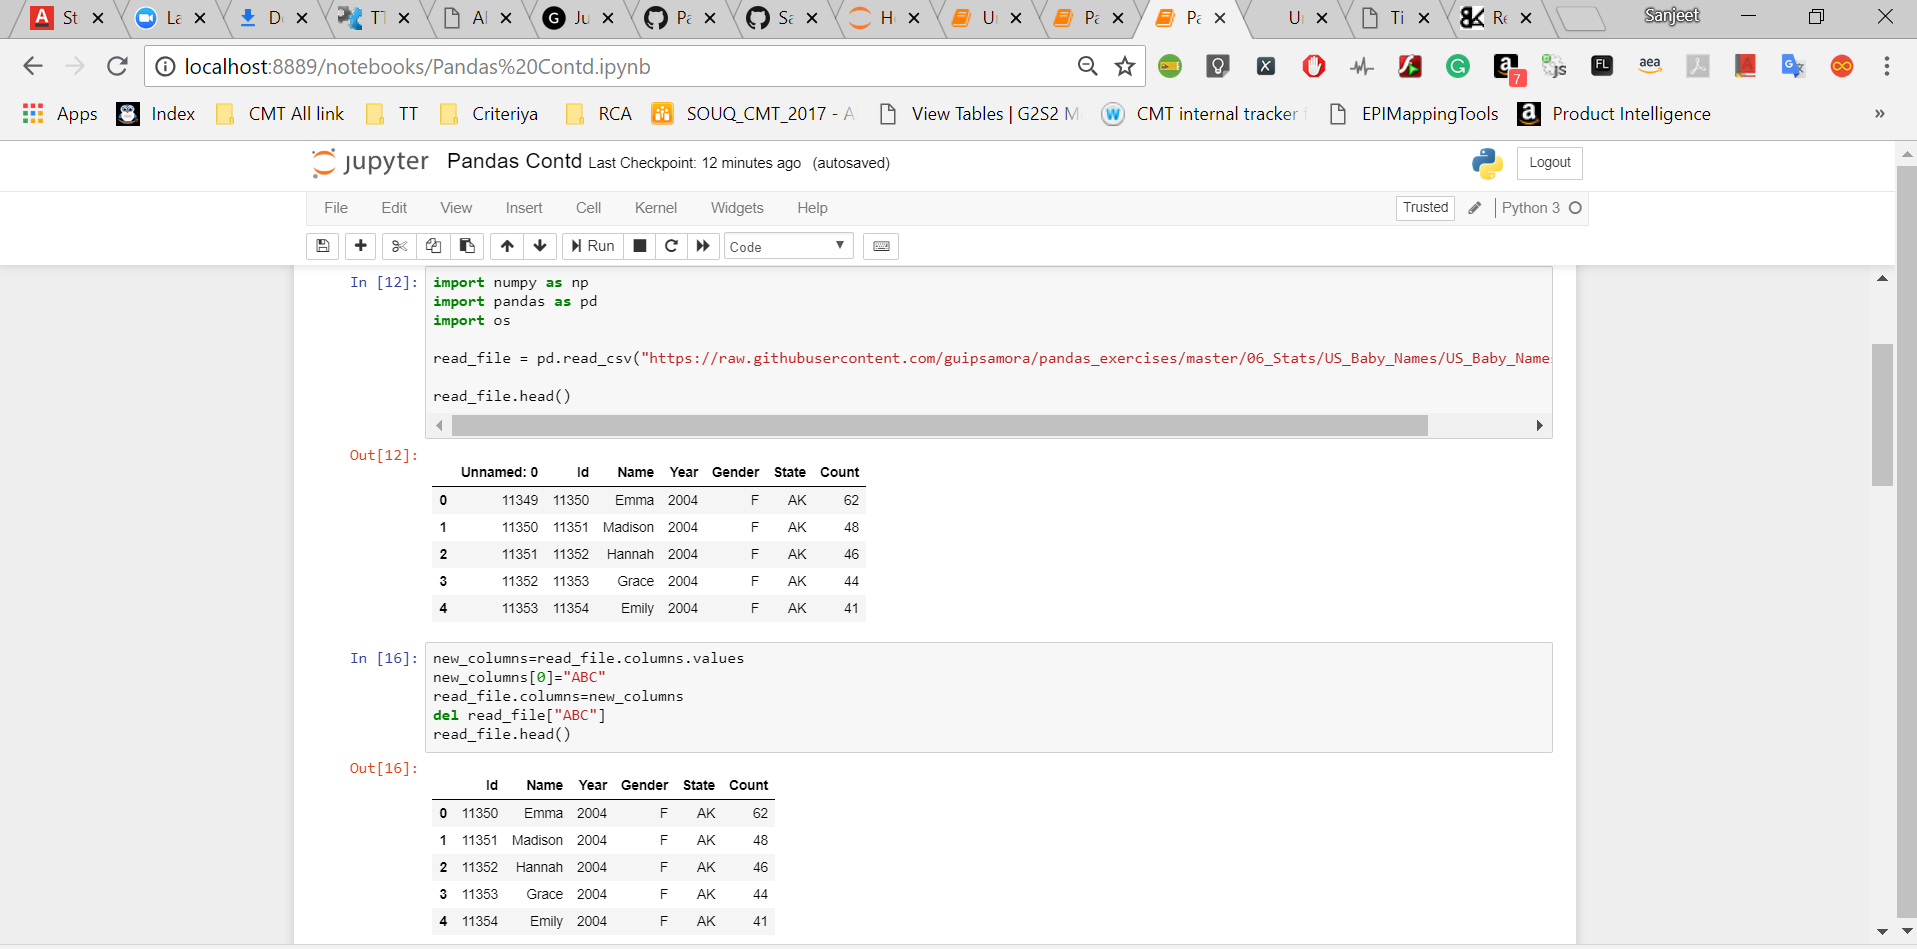 St La Do TT Al Ju Pa Sa H Ur Pa Pa Ur Ti Re Sanjeet
localhost:8889/notebooks/Pandas%20Contd.ipynb
7 JS FL aea
Apps Index CMT All link TT Criteriya RCA SOUQ_CMT_2017 - A View Tables | G2S2 M CMT internal tracker f EPIMappingTools Product Intelligence »
jupyter Pandas Contd Last Checkpoint: 12 minutes ago (autosaved) Logout
File Edit View Insert Cell Kernel Widgets Help Trusted Python 3
Run Code
In [12]: import numpy as np
import pandas as pd
import os
read_file = pd.read_csv("https://raw.githubusercontent.com/guipsamora/pandas_exercises/master/06_Stats/US_Baby_Names/US_Baby_Name
read_file.head()
Out[12]:
Unnamed: 0 Id Name Year Gender State Count
0 11349 11350 Emma 2004 F AK 62
1 11350 11351 Madison 2004 F AK 48
2 11351 11352 Hannah 2004 F AK 46
3 11352 11353 Grace 2004 F AK 44
4 11353 11354 Emily 2004 F AK 41
In [16]: new_columns=read_file.columns.values
new_columns[0]="ABC"
read_file.columns=new_columns
del read_file["ABC"]
read_file.head()
Out[16]:
Id Name Year Gender State Count
0 11350 Emma 2004 F AK 62
1 11351 Madison 2004 F AK 48
2 11352 Hannah 2004 F AK 46
3 11353 Grace 2004 F AK 44
4 11354 Emily 2004 F AK 41